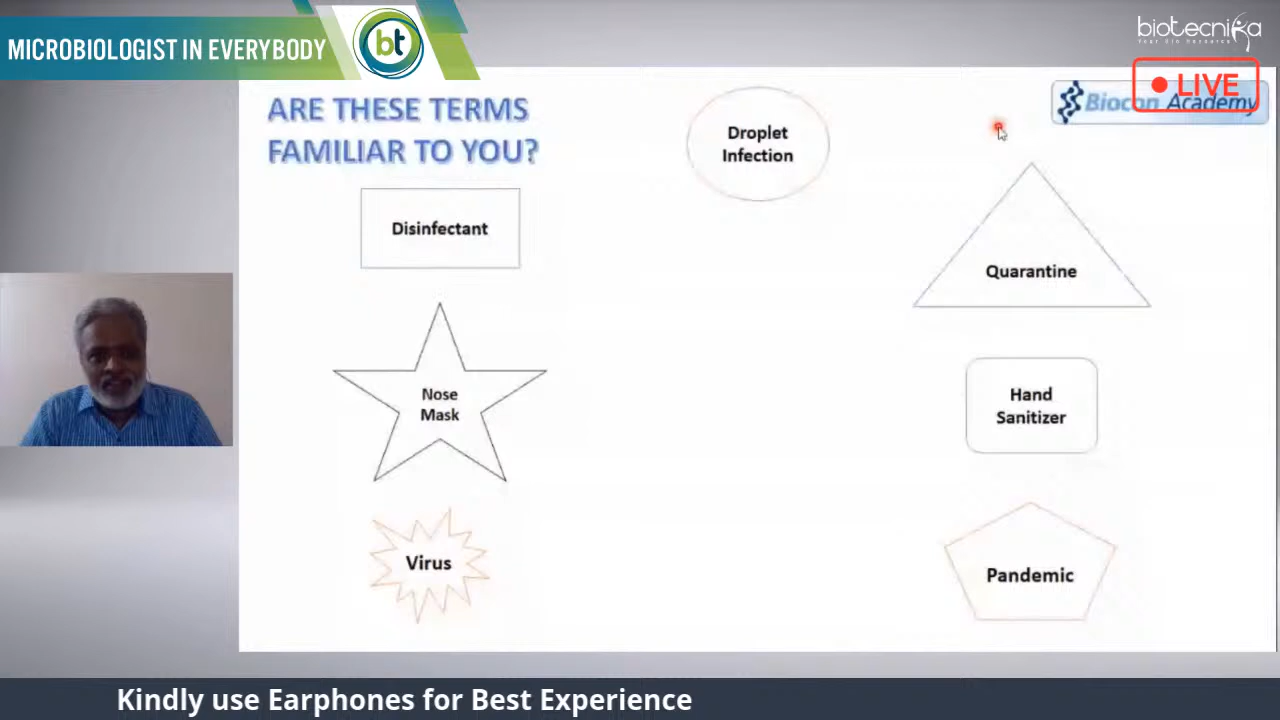 MICROBIOLOGIST IN EVERYBODY
bt
biotecnika
LIVE
Biocon Academy
ARE THESE TERMS
FAMILIAR TO YOU?
Droplet
Infection
Disinfectant
Quarantine
Nose
Mask
Hand
Sanitizer
Virus
Pandemic
Kindly use Earphones for Best Experience